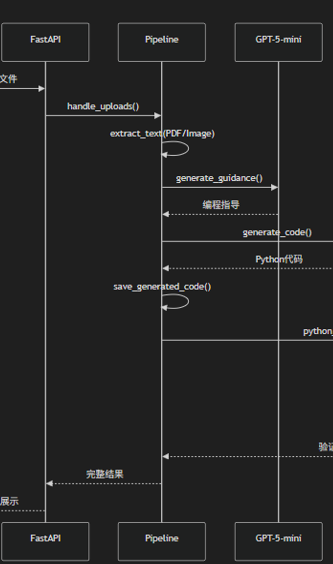 FastAPI Pipeline GPT-5-mini
文件
handle_uploads()
extract_text(PDF/Image)
generate_guidance()
编程指导
generate_code()
Python代码
save_generated_code()
python_
验证
完整结果
展示
FastAPI Pipeline GPT-5-mini